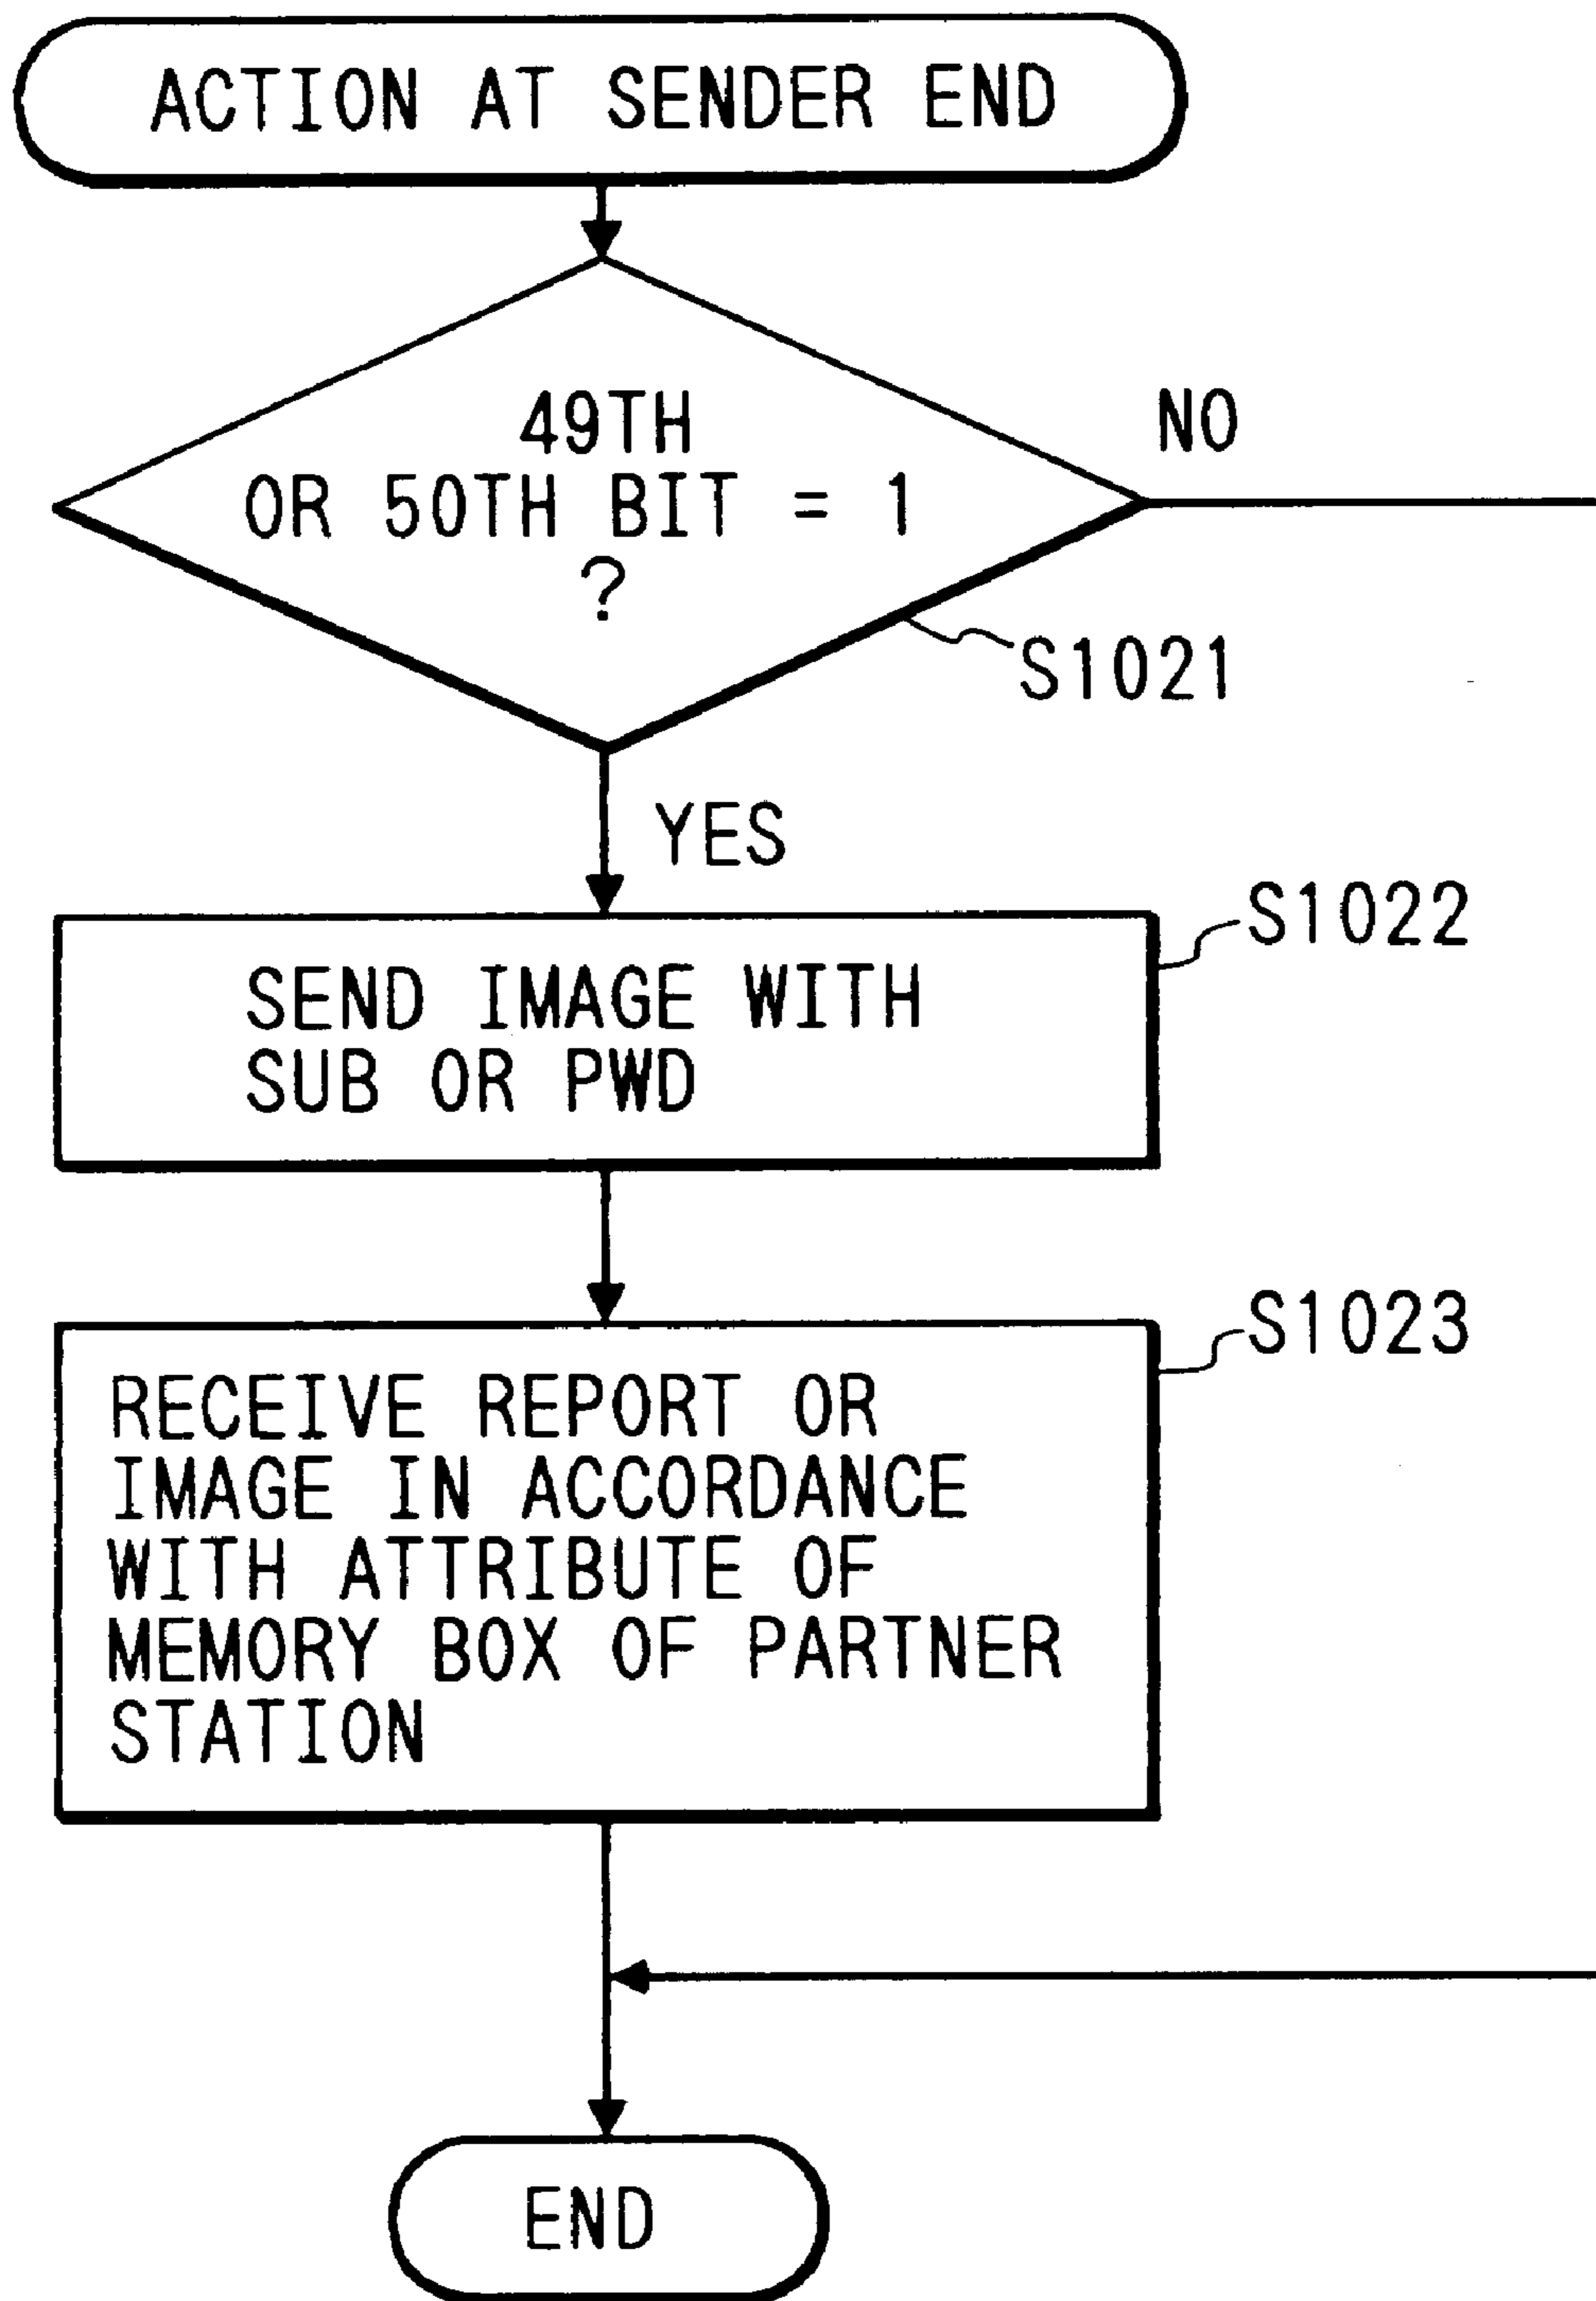 ACTION AT SENDER END
49TH
OR 50TH BIT = 1
?
NO
S1021
YES
S1022
SEND IMAGE WITH
SUB OR PWD
S1023
RECEIVE REPORT OR
IMAGE IN ACCORDANCE
WITH ATTRIBUTE OF
MEMORY BOX OF PARTNER
STATION
END